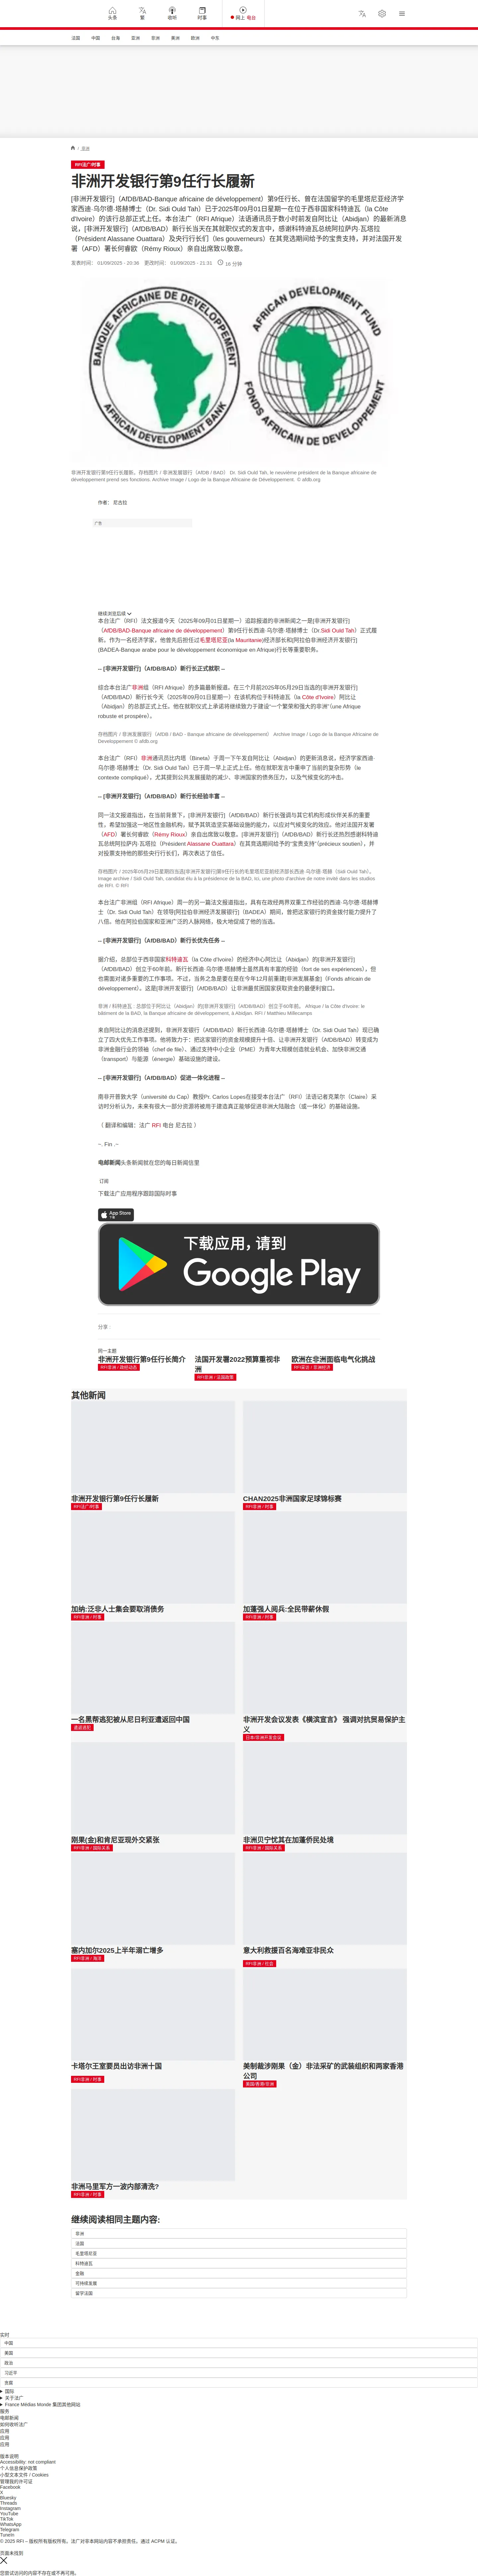 头条
繁
收听
时事
网上 电台
法国
中国
台海
亚洲
非洲
美洲
欧洲
中东
/ 非洲
RFI法广/时事
非洲开发银行第9任行长履新
[非洲开发银行]（AfDB/BAD-Banque africaine de développement）第9任行长、曾在法国留学的毛里塔尼亚经济学
家西迪·乌尔德·塔赫博士（Dr. Sidi Ould Tah）已于2025年09月01日星期一在位于西非国家科特迪瓦（la Côte
d'Ivoire）的该行总部正式上任。本台法广（RFI Afrique）法语通讯员于数小时前发自阿比让（Abidjan）的最新消息
说，[非洲开发银行]（AfDB/BAD）新行长当天在其就职仪式的发言中，感谢科特迪瓦总统阿拉萨内·瓦塔拉
（Président Alassane Ouattara）及央行行长们（les gouverneurs）在其竞选期间给予的宝贵支持，并对法国开发
署（AFD）署长何睿欧（Rémy Rioux）亲自出席致以敬意。
发表时间： 01/09/2025 - 20:36 更改时间： 01/09/2025 - 21:31 16 分钟
BANQUE AFRICAINE DE DEVELOPPEMENT
AFRICAN DEVELOPMENT BANK
AFRICAN DEVELOPMENT FUND
FONDS AFRICAIN DE DEVELOPPEMENT
非洲开发银行第9任行长履新。存档图片 / 非洲发展银行（AfDB / BAD） Dr. Sidi Ould Tah, le neuvième président de la Banque africaine de
développement prend ses fonctions. Archive Image / Logo de la Banque Africaine de Développement. © afdb.org
作者： 尼古拉
广告
继续浏览后续
本台法广（RFI）法文报道今天（2025年09月01日星期一）追踪报道的非洲新闻之一是[非洲开发银行]
（AfDB/BAD-Banque africaine de développement）第9行任长西迪·乌尔德·塔赫博士（Dr Sidi Ould Tah）正式履
新。作为一名经济学家，他曾先后担任过毛里塔尼亚(la Mauritanie)经济部长和[阿拉伯非洲经济开发银行]
(BADEA-Banque arabe pour le développement économique en Afrique)行长等重要职务。
-- [非洲开发银行]（AfDB/BAD）新行长正式就职 --
综合本台法广非洲组（RFI Afrique）的多篇最新报道。在三个月前2025年05月29日当选的[非洲开发银行]
（AfDB/BAD）新行长今天（2025年09月01日星期一）在该机构位于科特迪瓦（la Côte d'Ivoire）阿比让
（Abidjan）的总部正式上任。他在就职仪式上承诺将继续致力于建设“一个繁荣和强大的非洲”(une Afrique
robuste et prospère)。
存档图片 / 非洲发展银行（AfDB / BAD - Banque africaine de développement） Archive Image / Logo de la Banque Africaine de
Développement © afdb.org
本台法广（RFI）非洲通讯员比内塔（Bineta）于周一下午发自阿比让（Abidjan）的更新消息说，经济学家西迪·
乌尔德·塔赫博士（Dr. Sidi Ould Tah）已于周一早上正式上任。他在就职发言中重申了当前的复杂形势（le
contexte compliqué），尤其提到公共发展援助的减少、非洲国家的债务压力，以及气候变化的冲击。
-- [非洲开发银行]（AfDB/BAD）新行长经验丰富 --
同一法文报道指出，在当前背景下，[非洲开发银行]（AfDB/BAD）新行长强调与其它机构形成伙伴关系的重要
性。希望加强这一地区性金融机构，赋予其筑造坚实基础设施的能力，以应对气候变化的效应。他对法国开发署
（AFD）署长何睿欧（Rémy Rioux）亲自出席致以敬意。[非洲开发银行]（AfDB/BAD）新行长还热烈感谢科特迪
瓦总统阿拉萨内·瓦塔拉（Président Alassane Ouattara）在其竞选期间给予的“宝贵支持”(précieux soutien)，并
对投票支持他的那些央行行长们，再次表达了信任。
存档图片 / 2025年05月29日星期四当选[非洲开发银行]第9任行长的毛里塔尼亚前经济部长西迪·乌尔德·塔赫（Sidi Ould Tah）。
Image archive / Sidi Ould Tah, candidat élu à la présidence de la BAD, ici, une photo d'archive de notre invité dans les studios
de RFI. © RFI
本台法广非洲组（RFI Afrique）周一的另一篇法文报道指出，具有在政经两界双重工作经验的西迪·乌尔德·塔赫博
士（Dr. Sidi Ould Tah）在领导[阿拉伯非洲经济发展银行]（BADEA）期间，曾把这家银行的资金拨付能力提升了
八倍。他在阿拉伯国家和亚洲广泛的人脉网络，极大地促成了他的当选。
-- [非洲开发银行]（AfDB/BAD）新行长优先任务 --
据介绍，总部位于西非国家科特迪瓦（la Côte d'Ivoire）的经济中心阿比让（Abidjan）的[非洲开发银行]
（AfDB/BAD）创立于60年前。新行长西迪·乌尔德·塔赫博士虽然具有丰富的经验（fort de ses expériences），但
也需面对诸多重要的工作事项。不过，当务之急是要在是在今年12月前重建[非洲发展基金]（Fonds africain de
développement）。这是[非洲开发银行]（AfDB/BAD）让非洲最贫困国家获取资金的最便利窗口。
非洲 / 科特迪瓦 : 总部位于阿比让（Abidjan）的[非洲开发银行]（AfDB/BAD）创立于60年前。 Afrique / la Côte d'Ivoire: le
bâtiment de la BAD, la Banque africaine de développement, à Abidjan. RFI / Matthieu Millecamps
来自阿比让的消息还提到，非洲开发银行（AfDB/BAD）新行长西迪·乌尔德·塔赫博士（Dr. Sidi Ould Tah）现已确
立了四大优先工作事项。他将致力于：把这家银行的资金规模提升十倍、让非洲开发银行（AfDB/BAD）转变成为
非洲金融行业的领袖（chef de file）、通过支持中小企业（PME）为青年大规模创造就业机会、加快非洲交通
（transport）与能源（énergie）基础设施的建设。
-- [非洲开发银行]（AfDB/BAD）促进一体化进程 --
南非开普敦大学（université du Cap）教授Pr. Carlos Lopes在接受本台法广（RFI）法语记者克莱尔（Claire）采
访时分析认为，未来有很大一部分资源将被用于建造真正能够促进非洲大陆融合（或一体化）的基础设施。
（ 翻译和编辑：法广 RFI 电台 尼古拉 ）
~. Fin .~
电邮新闻头条新闻就在您的每日新闻信里
订阅
下载法广应用程序跟踪国际时事
App Store
下载
下载应用，请到
Google Play
分享 :
同一主题
非洲开发银行第9任行长简介
RFI非洲 / 政经动态
法国开发署2022预算重视非
洲
RFI非洲 / 法国政策
欧洲在非洲面临电气化挑战
RFI采访 / 非洲经济
其他新闻
非洲开发银行第9任行长履新
RFI法广/时事
CHAN2025非洲国家足球锦标赛
RFI非洲 / 时事
加纳:泛非人士集会要取消债务
RFI非洲 / 时事
加蓬强人阅兵:全民带薪休假
RFI非洲 / 时事
一名黑帮逃犯被从尼日利亚遣返回中国
遣返逃犯
非洲开发会议发表《横滨宣言》 强调对抗贸易保护主
义
日本/非洲开发会议
刚果(金)和肯尼亚现外交紧张
RFI非洲 / 国际关系
非洲贝宁忧其在加蓬侨民处境
RFI非洲 / 国际关系
塞内加尔2025上半年溺亡增多
RFI非洲 / 海洋
意大利救援百名海难亚非民众
RFI非洲 / 社会
卡塔尔王室要员出访非洲十国
RFI非洲 / 时事
美制裁涉刚果（金）非法采矿的武装组织和两家香港
公司
美国/香港/非洲
非洲马里军方一波内部清洗?
RFI非洲 / 时事
继续阅读相同主题内容:
非洲
法国
毛里塔尼亚
科特迪瓦
金融
可持续发展
留学法国
实时
中国
美国
政治
习近平
贵属
国际
关于法广
France Médias Monde 集团其他网站
服务
电邮新闻
如何收听法广
应用
应用
应用
版本说明
Accessibility: not compliant
个人信息保护政策
小型文本文件 / Cookies
管理我的许可证
Facebook
X
Bluesky
Threads
Instagram
YouTube
TikTok
WhatsApp
Telegram
TuneIn
© 2025 RFI – 版权所有版权所有。法广对非本网站内容不承担责任。通过 ACPM 认证。
页面未找到
您尝试访问的内容不存在或不再可用。